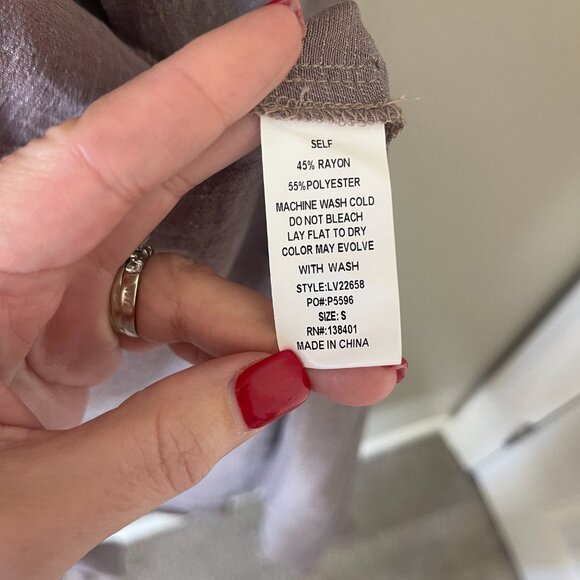 SELF
45% RAYON
55%POLYESTER
MACHINE WASH COLD
DO NOT BLEACH
LAY FLAT TO DRY
COLOR MAY EVOLVE
WITH WASH
STYLE:LV22658
PO#:P5596
SIZE: S
RN#:138401
MADE IN CHINA